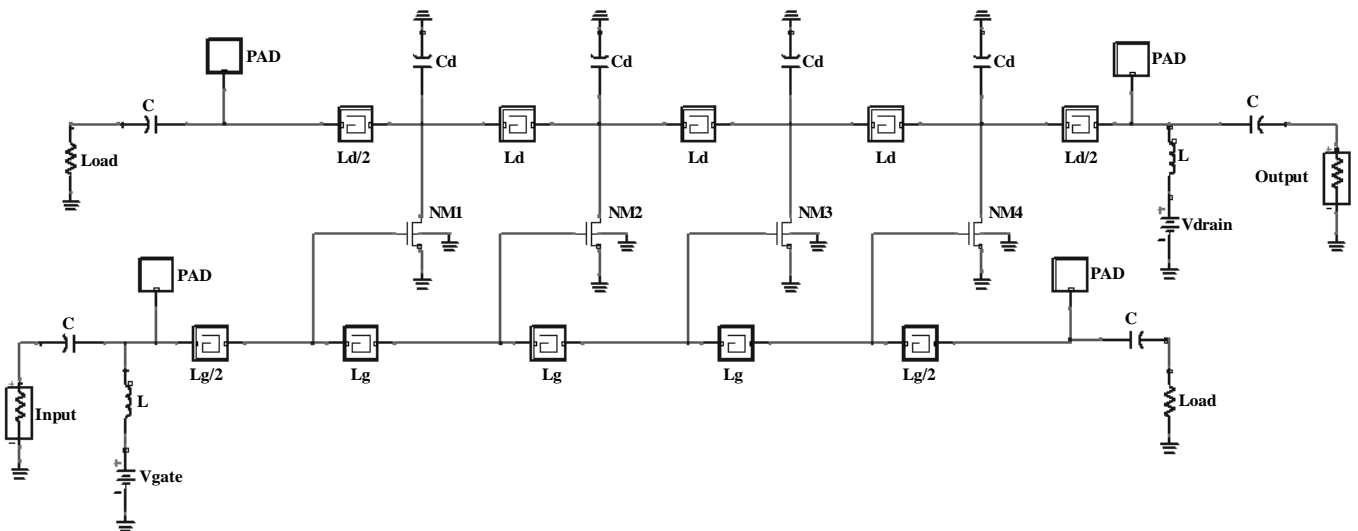 PAD
Cd
Cd
Cd
Cd
PAD
C
C
Load
Ld/2
Ld
Ld
Ld
Ld/2
L
Output
NM1
NM2
NM3
NM4
Vdrain
PAD
PAD
C
C
Lg/2
Lg
Lg
Lg
Lg/2
Input
L
Load
Vgate